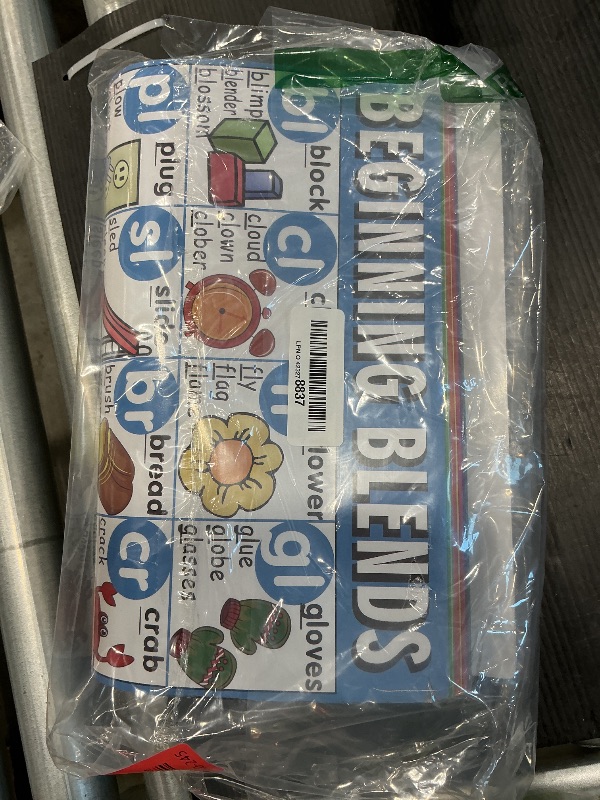 BEGINNING BLENDS
bl
block
blimp
blender
blossom
cl
cloud
clown
clober
flower
fly
flag
gl
gloves
glue
globe
glasses
pl
plug
plow
sl
slide
sled
br
bread
brush
cr
crab
crack
8837